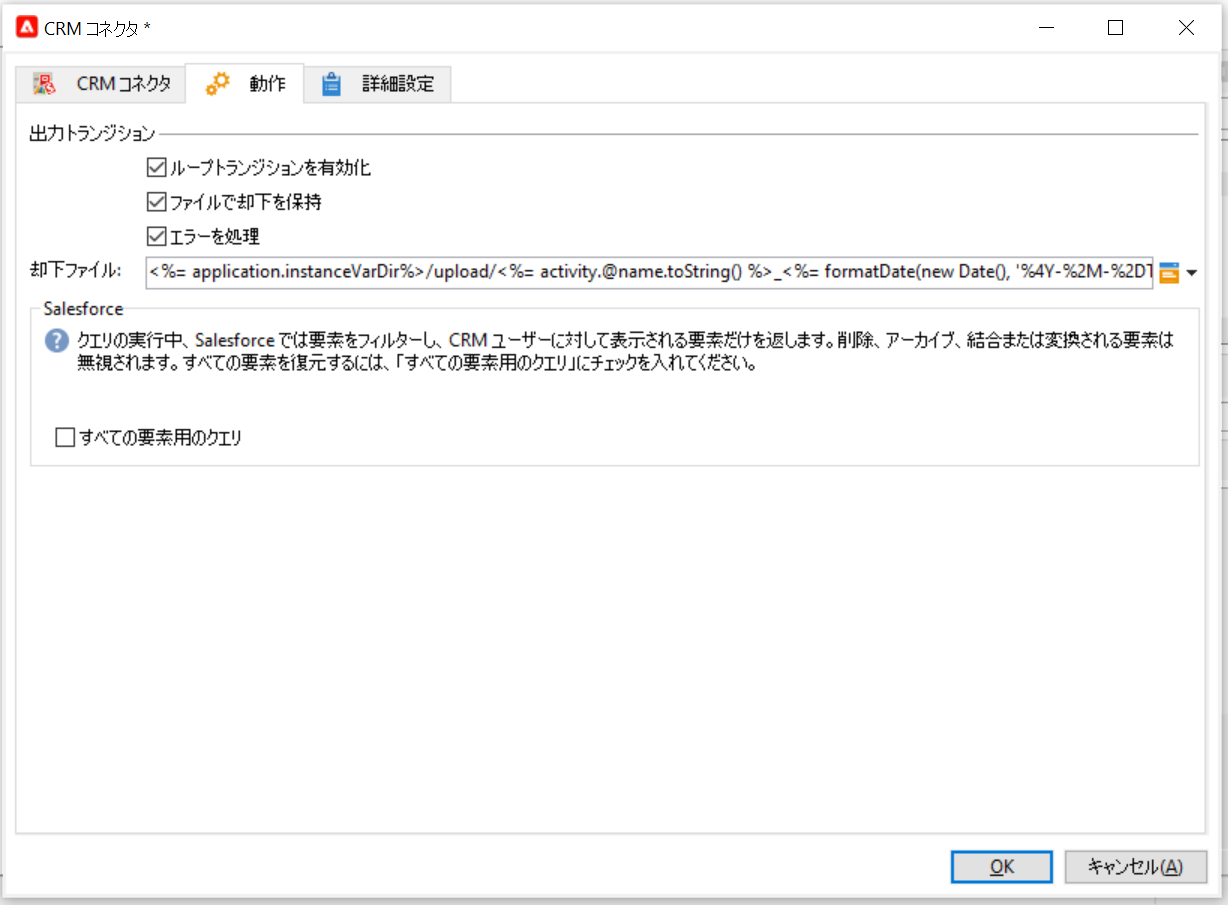 CRM コネクタ *
CRM コネクタ
動作
詳細設定
出力トランジション
ループトランジションを有効化
ファイルで却下を保持
エラーを処理
却下ファイル:
<%= application.instanceVarDir%>/upload/<%= activity.@name.toString() %>_<%= formatDate(new Date(), '%4Y-%2M-%2DT
Salesforce
クエリの実行中、Salesforce では要素をフィルターし、CRM ユーザーに対して表示される要素だけを返します。削除、アーカイブ、結合または変換される要素は
無視されます。すべての要素を復元するには、「すべての要素用のクエリ」にチェックを入れてください。
すべての要素用のクエリ
OK
キャンセル(A)